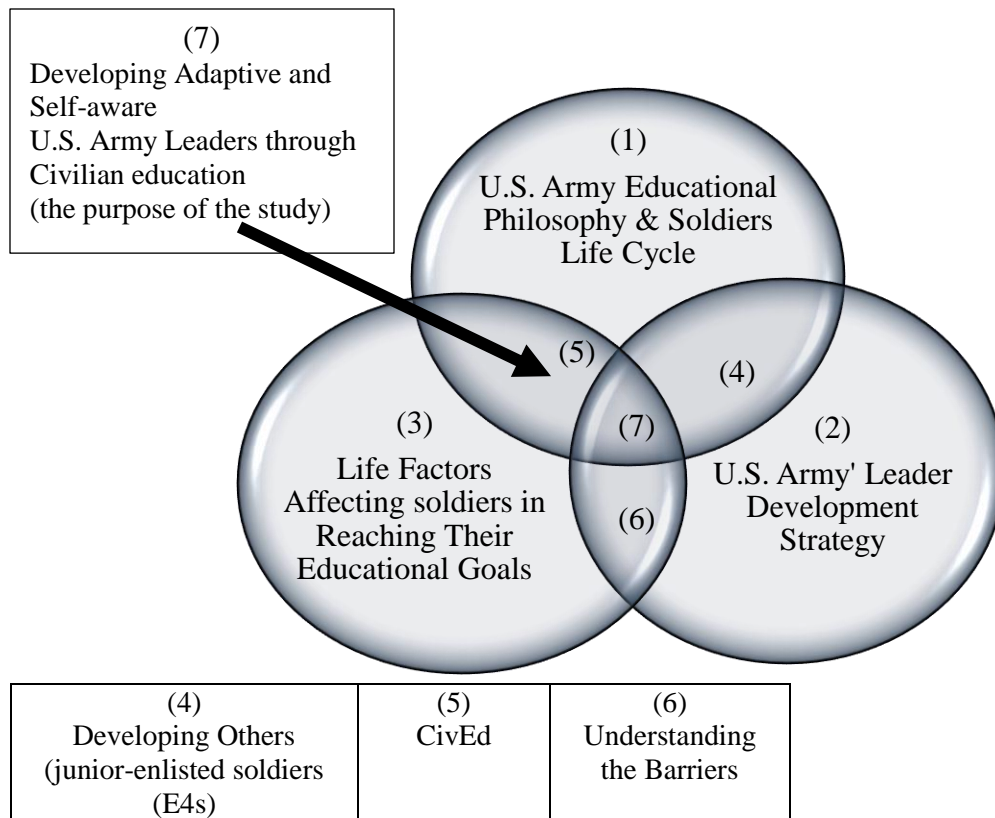 (7)
Developing Adaptive and
Self-aware
U.S. Army Leaders through
Civilian education
(the purpose of the study)
(1)
U.S. Army Educational
Philosophy & Soldiers
Life Cycle
(5)
(4)
(3)
(7)
(2)
Life Factors
Affecting soldiers in
Reaching Their
Educational Goals
U.S. Army' Leader
Development
Strategy
(6)
(4)
Developing Others
(junior-enlisted soldiers
(E4s)
(5)
CivEd
(6)
Understanding
the Barriers